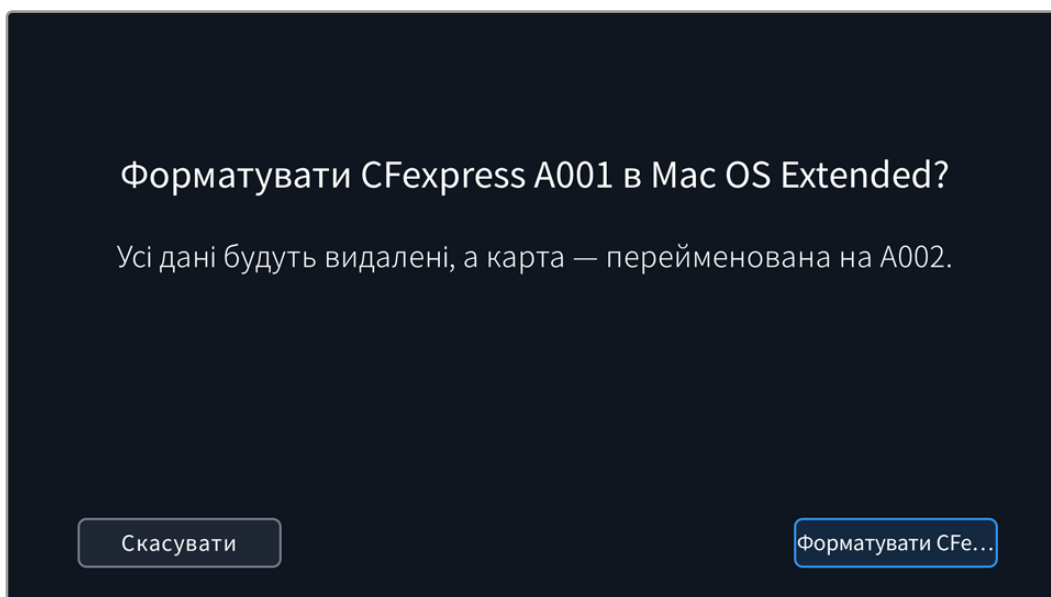 Форматувати CFexpress A001 в Mac OS Extended?
Усі дані будуть видалені, а карта — перейменована на A002.
Скасувати
Форматувати CFe…